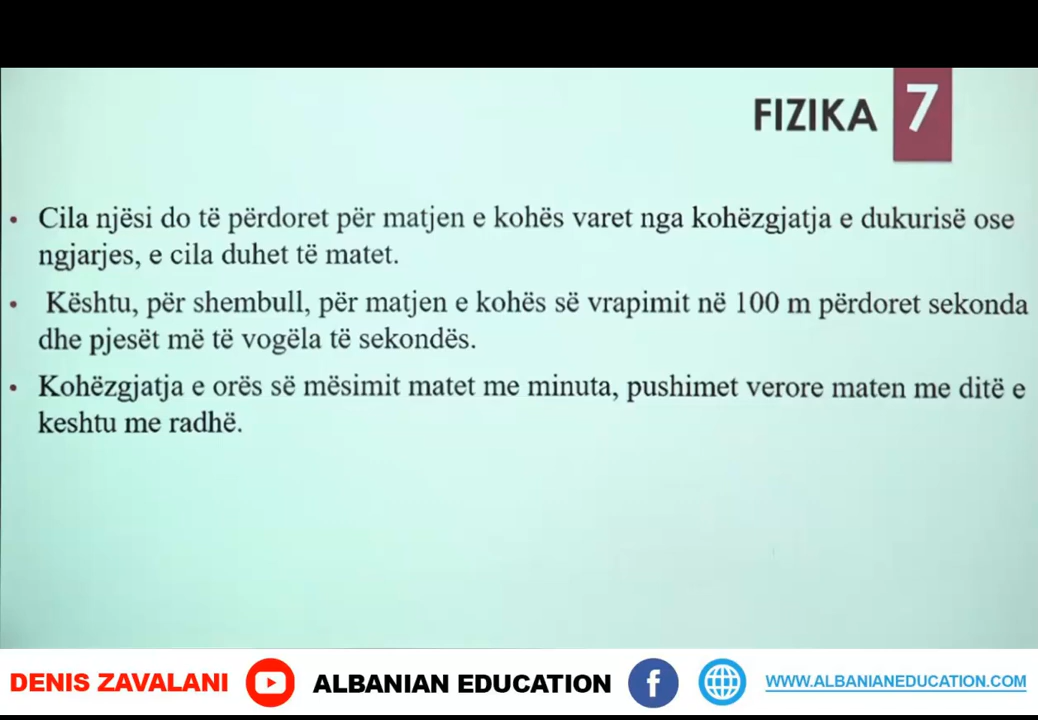 FIZIKA 7
• Cila njësi do të përdoret për matjen e kohës varet nga kohëzgjatja e dukurisë ose
ngjarjes, e cila duhet të matet.
• Kështu, për shembull, për matjen e kohës së vrapimit në 100 m përdoret sekonda
dhe pjesët më të vogëla të sekondës.
• Kohëzgjatja e orës së mësimit matet me minuta, pushimet verore maten me ditë e
keshtu me radhë.
DENIS ZAVALANI ALBANIAN EDUCATION f WWW.ALBANIANEDUCATION.COM